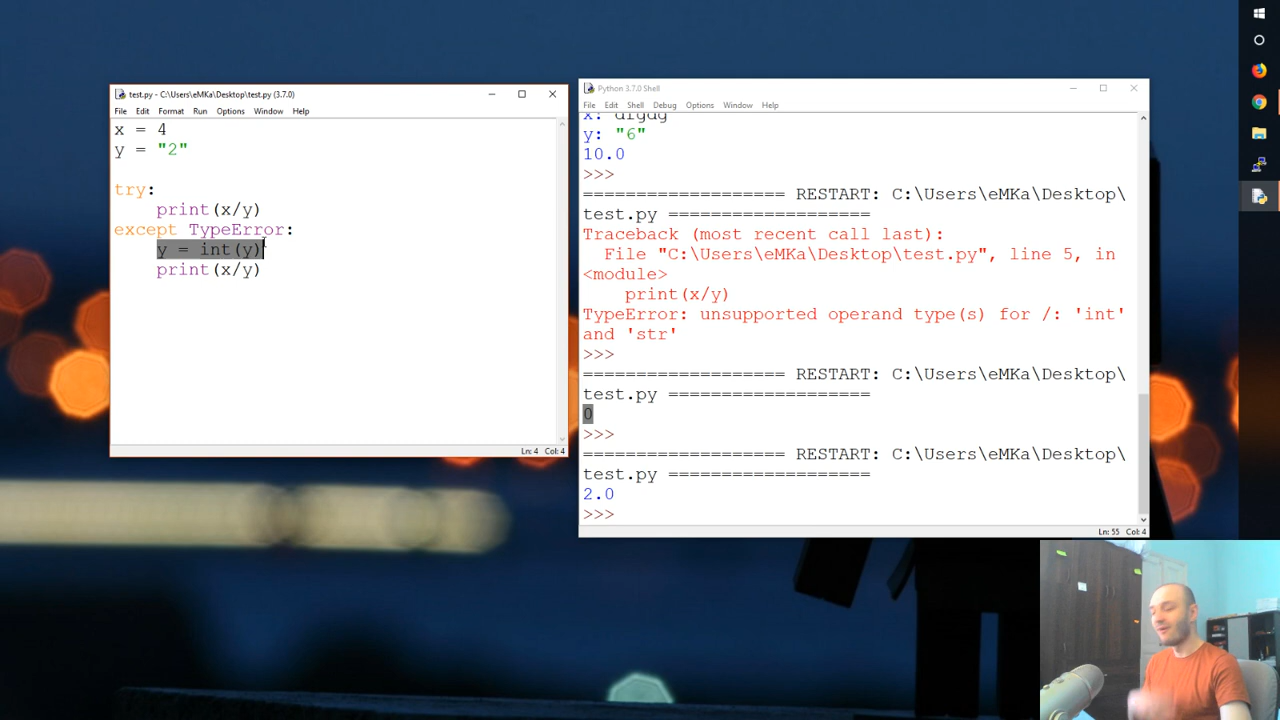 test.py - C:\Users\eMKa\Desktop\test.py (3.7.0)
File Edit Format Run Options Window Help
x = 4
y = "2"
try:
print(x/y)
except TypeError:
y = int(y)
print(x/y)
Ln: 4 Col: 4
Python 3.7.0 Shell
File Edit Shell Debug Options Window Help
x:
y: "6"
10.0
>>>
=================== RESTART: C:\Users\eMKa\Desktop\
test.py ===================
Traceback (most recent call last):
File "C:\Users\eMKa\Desktop\test.py", line 5, in
<module>
print(x/y)
TypeError: unsupported operand type(s) for /: 'int'
and 'str'
>>>
=================== RESTART: C:\Users\eMKa\Desktop\
test.py ===================
0
>>>
=================== RESTART: C:\Users\eMKa\Desktop\
test.py ===================
2.0
>>>
Ln: 55 Col: 4